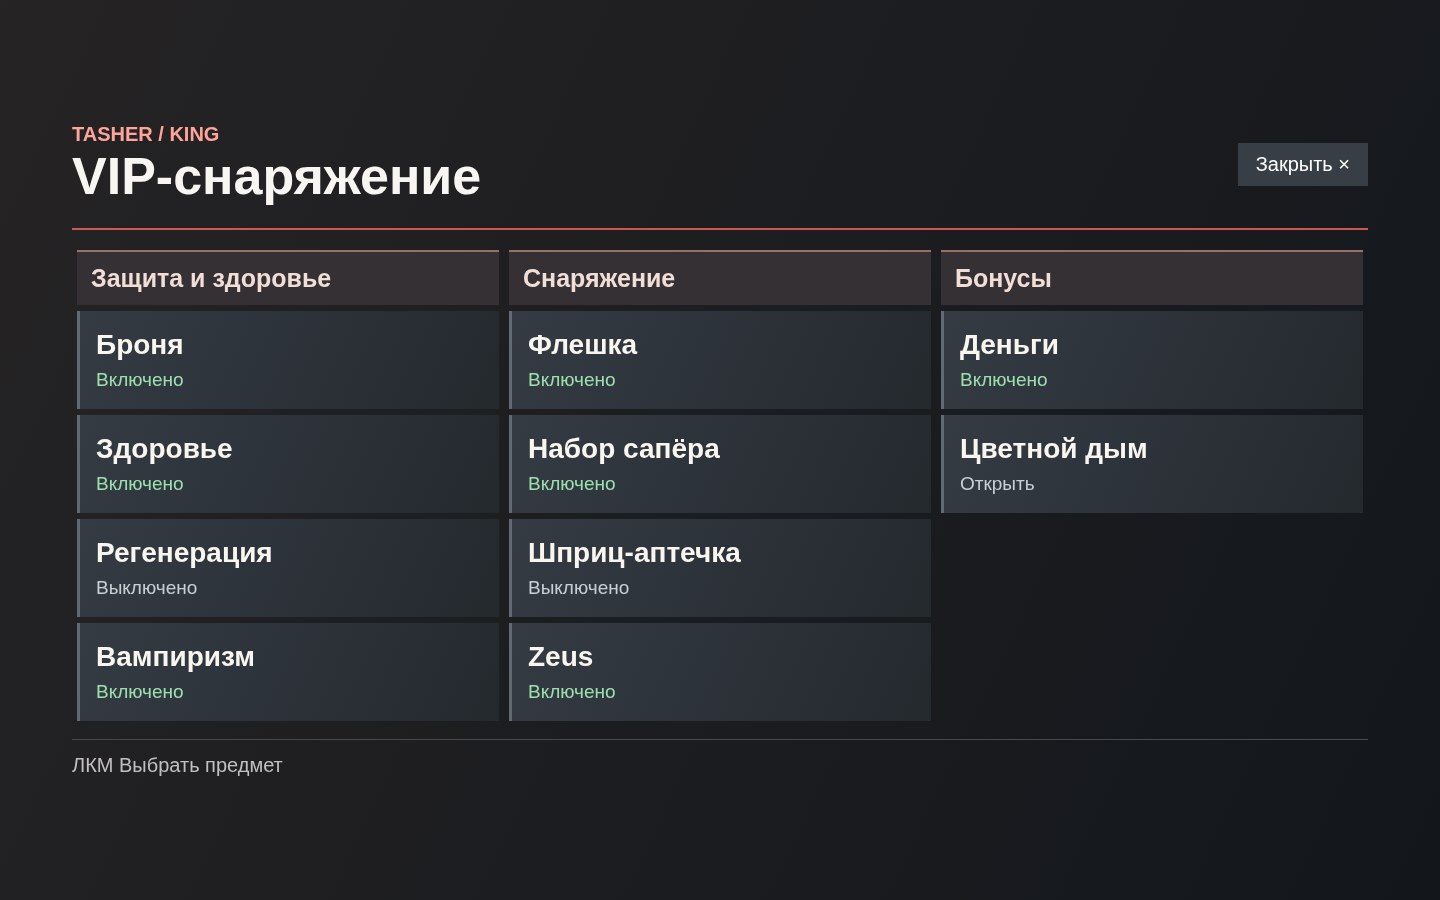 TASHER / KING
VIP-снаряжение
Закрыть ×
Защита и здоровье
Броня
Включено
Здоровье
Включено
Регенерация
Выключено
Вампиризм
Включено
Снаряжение
Флешка
Включено
Набор сапёра
Включено
Шприц-аптечка
Выключено
Zeus
Включено
Бонусы
Деньги
Включено
Цветной дым
Открыть
ЛКМ Выбрать предмет